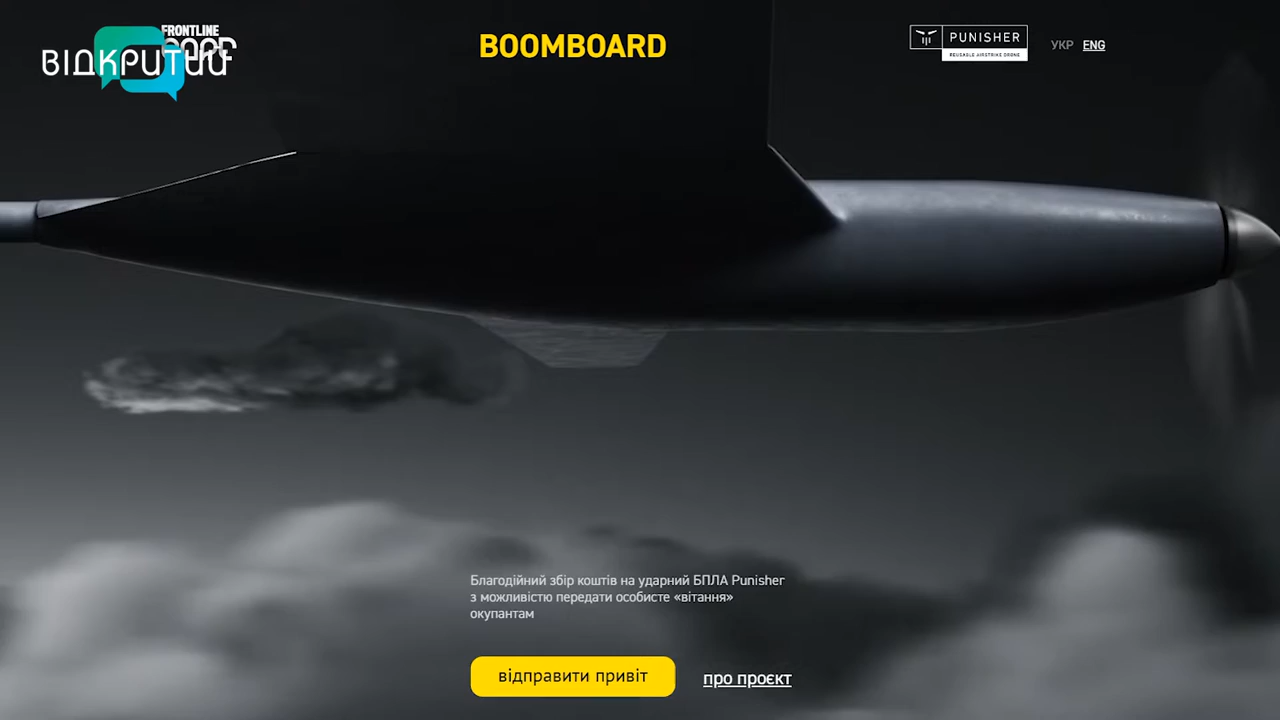 FRONTLINE
ВІДКРИТИЙ
BOOMBOARD
PUNISHER
REUSABLE AIRSTRIKE DRONE
УКР ENG
Благодійний збір коштів на ударний БПЛА Punisher
з можливістю передати особисте «вітання»
окупантам
відправити привіт
про проєкт